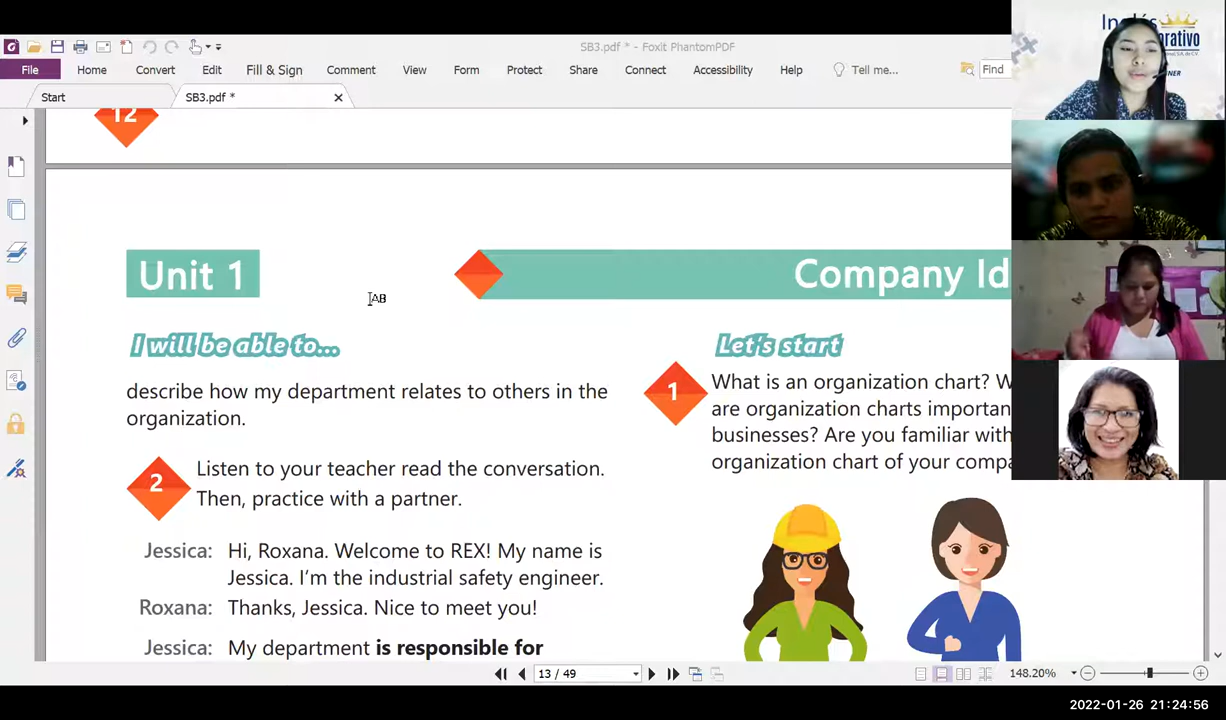 SB3.pdf * - Foxit PhantomPDF
File Home Convert Edit Fill & Sign Comment View Form Protect Share Connect Accessibility Help Tell me... Find
Start SB3.pdf *
12
Unit 1
Company Id
I will be able to...
describe how my department relates to others in the
organization.
2
Listen to your teacher read the conversation.
Then, practice with a partner.
Jessica: Hi, Roxana. Welcome to REX! My name is
Jessica. I'm the industrial safety engineer.
Roxana: Thanks, Jessica. Nice to meet you!
Jessica: My department is responsible for
Let's start
1
What is an organization chart? W
are organization charts importan
businesses? Are you familiar with
organization chart of your compa
13 / 49
148.20%
2022-01-26 21:24:56